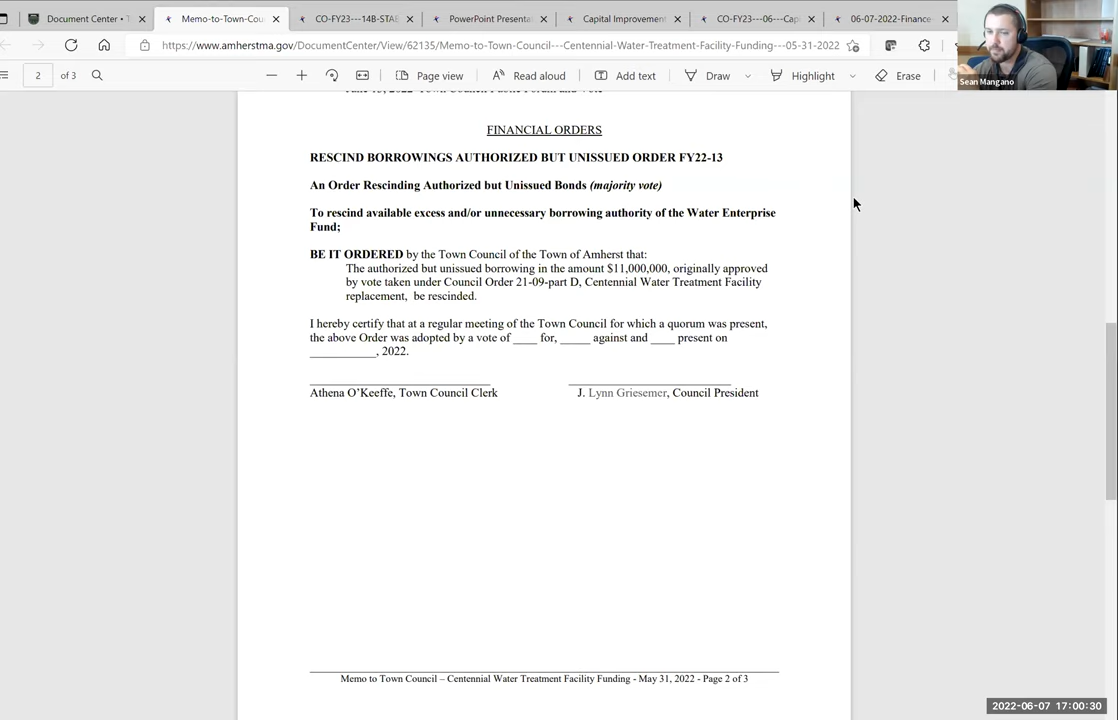 Document Center • T
Memo-to-Town-Cou
CO-FY23---14B-STAB
PowerPoint Presenta
Capital Improvement
CO-FY23---06---Cap
06-07-2022-Finance-
https://www.amherstma.gov/DocumentCenter/View/62135/Memo-to-Town-Council---Centennial-Water-Treatment-Facility-Funding---05-31-2022
2 of 3
Page view
Read aloud
Add text
Draw
Highlight
Erase
Sean Mangano
June 13, 2022 Town Council Public Forum and Vote
FINANCIAL ORDERS
RESCIND BORROWINGS AUTHORIZED BUT UNISSUED ORDER FY22-13
An Order Rescinding Authorized but Unissued Bonds (majority vote)
To rescind available excess and/or unnecessary borrowing authority of the Water Enterprise
Fund;
BE IT ORDERED by the Town Council of the Town of Amherst that:
The authorized but unissued borrowing in the amount $11,000,000, originally approved
by vote taken under Council Order 21-09-part D, Centennial Water Treatment Facility
replacement, be rescinded.
I hereby certify that at a regular meeting of the Town Council for which a quorum was present,
the above Order was adopted by a vote of ____ for, _____ against and ____ present on
___________, 2022.
Athena O'Keeffe, Town Council Clerk
J. Lynn Griesemer, Council President
Memo to Town Council – Centennial Water Treatment Facility Funding - May 31, 2022 - Page 2 of 3
2022-06-07 17:00:30